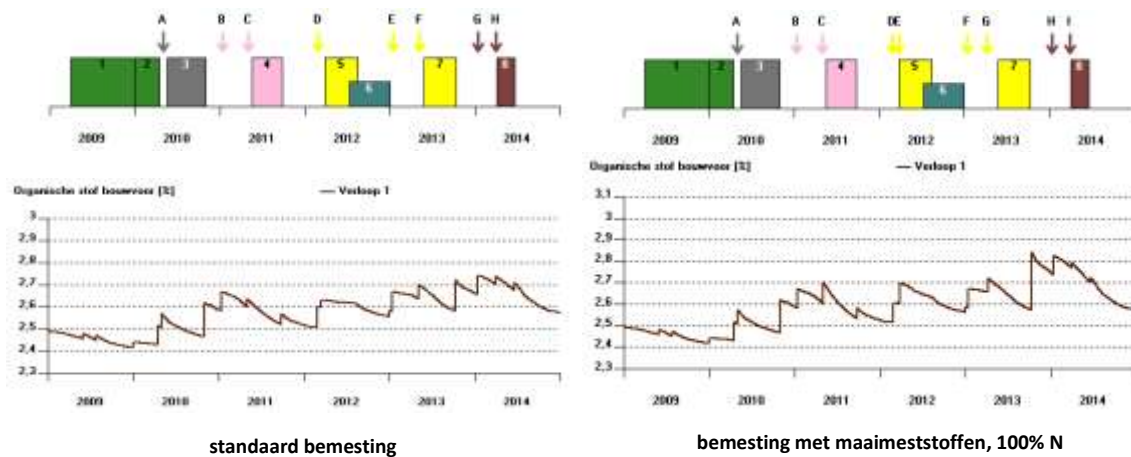 A B C D E F G H
1 2 3 4 5 6 7 8
2009 2010 2011 2012 2013 2014
Organische stof bouwvoor [%] — Verloop 1
3
2,9
2,8
2,7
2,6
2,5
2,4
2,3
2009 2010 2011 2012 2013 2014
standaard bemesting
A B C D E F G H I
1 2 3 4 5 6 7 8
2009 2010 2011 2012 2013 2014
Organische stof bouwvoor [%] — Verloop 1
3,1
3
2,9
2,8
2,7
2,6
2,5
2,4
2,3
2009 2010 2011 2012 2013 2014
bemesting met maaimeststoffen, 100% N